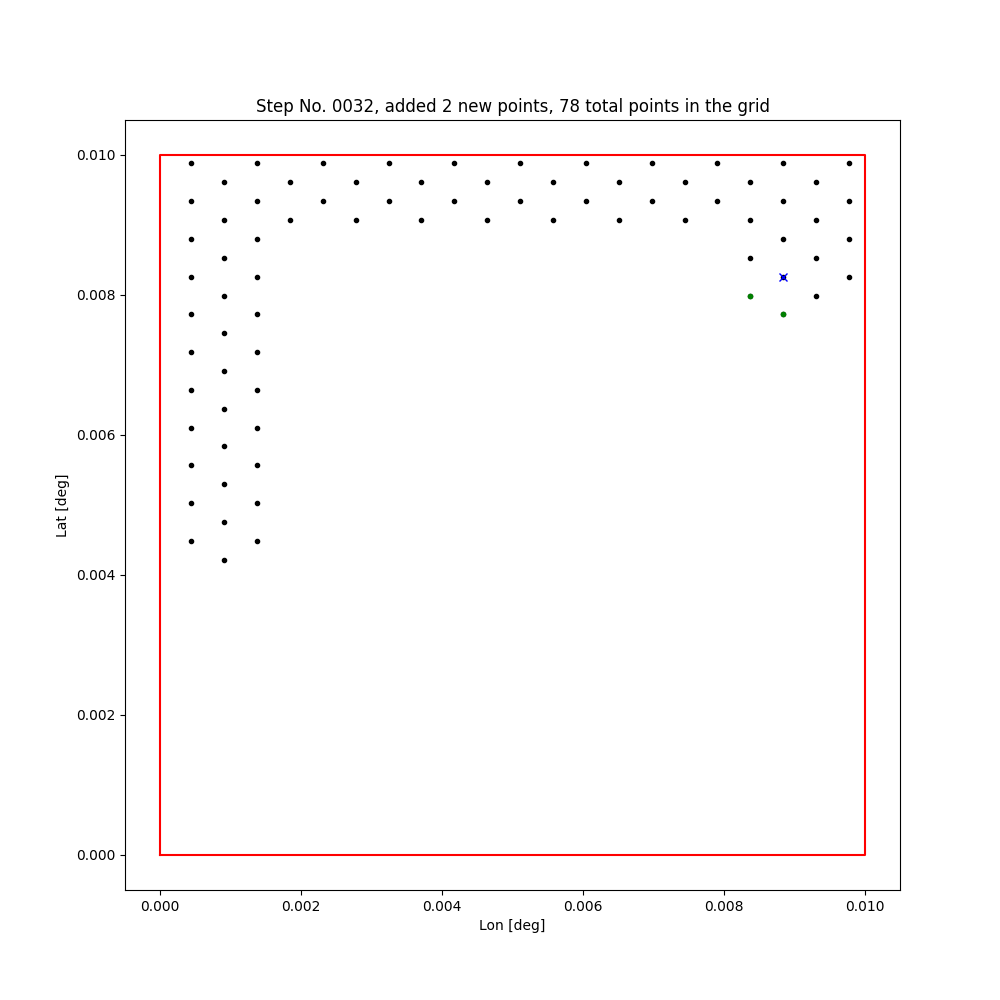 Step No. 0032, added 2 new points, 78 total points in the grid
0.010
0.008
0.006
0.004
0.002
0.000
Lat [deg]
0.000 0.002 0.004 0.006 0.008 0.010
Lon [deg]